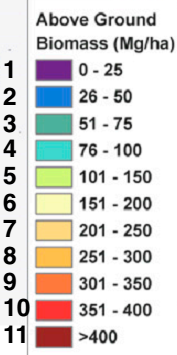 Above Ground
Biomass (Mg/ha)
1 0 - 25
2 26 - 50
3 51 - 75
4 76 - 100
5 101 - 150
6 151 - 200
7 201 - 250
8 251 - 300
9 301 - 350
10 351 - 400
11 >400